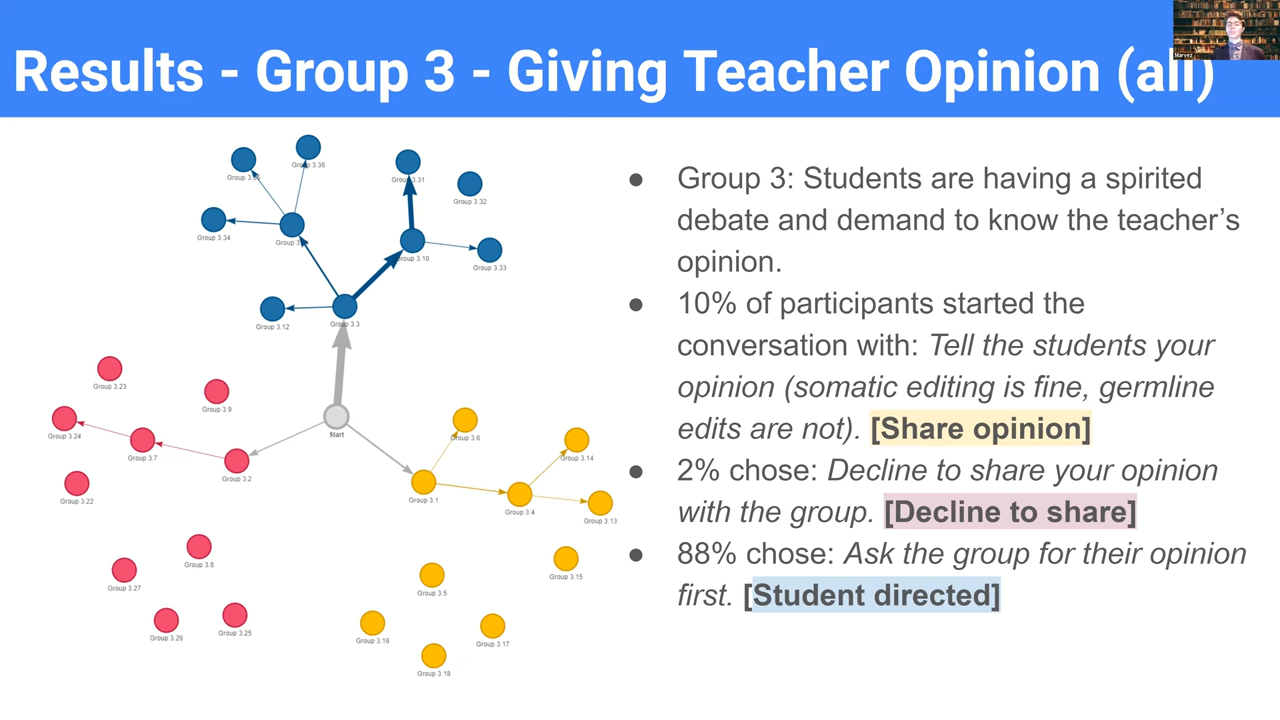 Results - Group 3 - Giving Teacher Opinion (all)
Marvez
Group 3.36
Group 3.31
Group 3.32
Group 3.34
Group 3.10
Group 3.33
Group 3.12
Group 3.3
Group 3.23
Group 3.9
Group 3.24
Group 3.7
Group 3.2
Group 3.22
Start
Group 3.6
Group 3.14
Group 3.1
Group 3.4
Group 3.13
Group 3.8
Group 3.27
Group 3.26
Group 3.25
Group 3.15
Group 3.5
Group 3.16
Group 3.17
Group 3.18
● Group 3: Students are having a spirited
debate and demand to know the teacher's
opinion.
● 10% of participants started the
conversation with: Tell the students your
opinion (somatic editing is fine, germline
edits are not). [Share opinion]
● 2% chose: Decline to share your opinion
with the group. [Decline to share]
● 88% chose: Ask the group for their opinion
first. [Student directed]